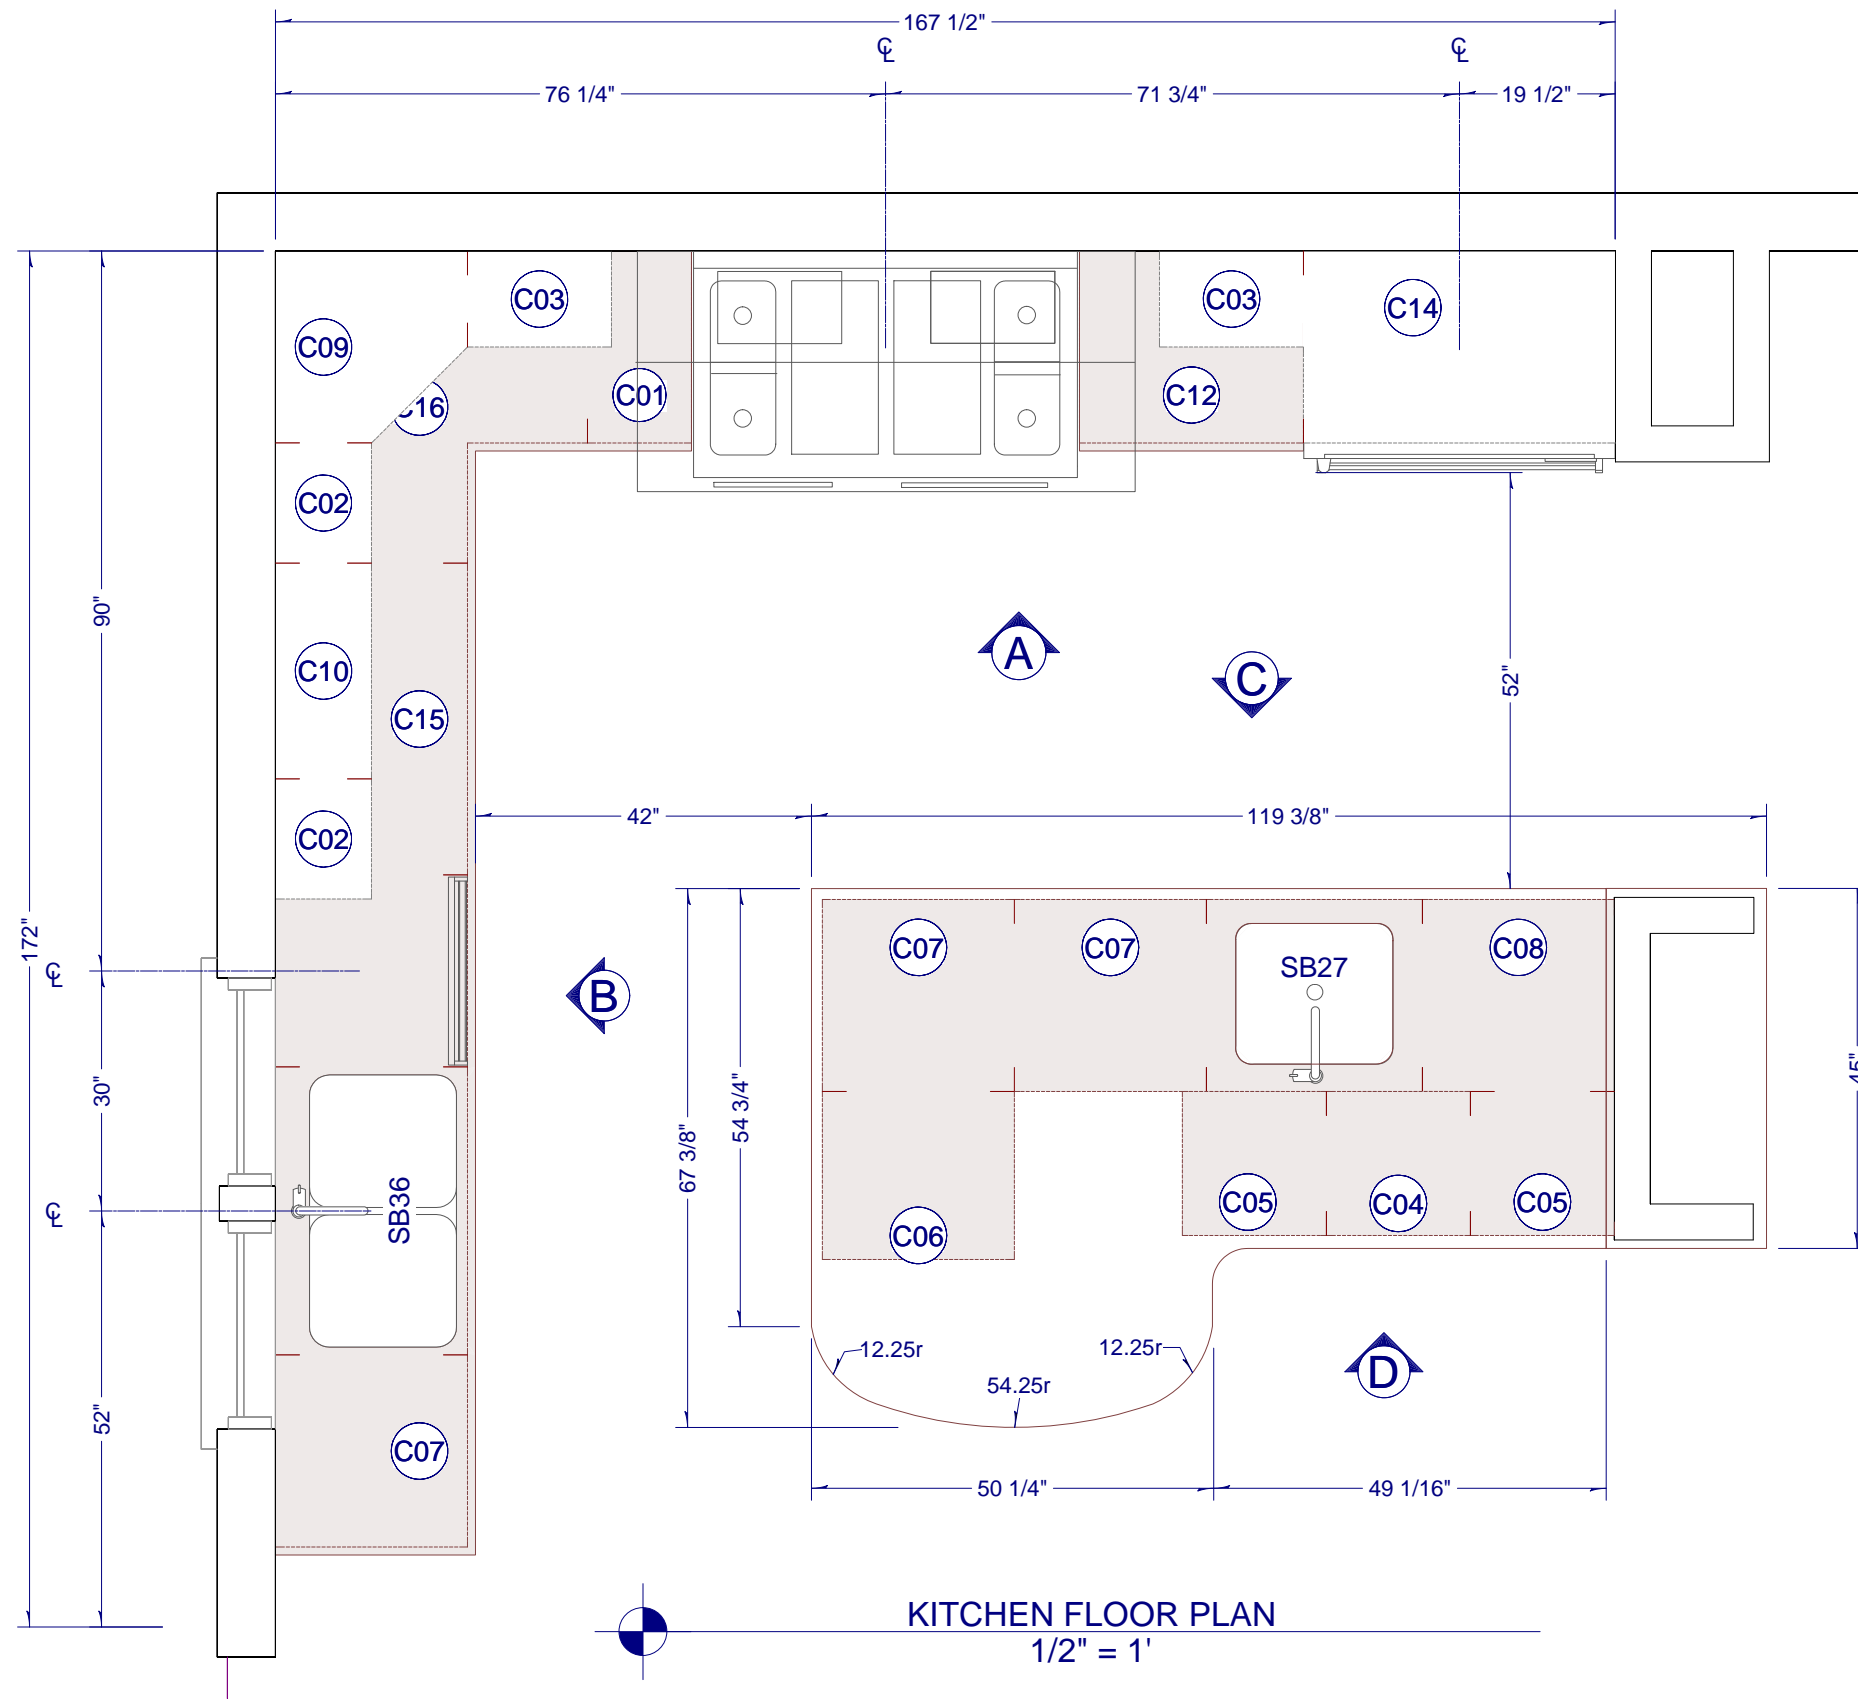 167 1/2"
℄
℄
76 1/4"
71 3/4"
19 1/2"
C03
C03
C14
C09
C16
C01
C12
C02
90"
A
C
C10
52"
C15
42"
119 3/8"
C02
172"
C07
C07
SB27
C08
℄
B
30"
54 3/4"
67 3/8"
45"
℄
SB36
C05
C04
C05
C06
12.25r
12.25r
54.25r
D
52"
C07
50 1/4"
49 1/16"
KITCHEN FLOOR PLAN
1/2" = 1'